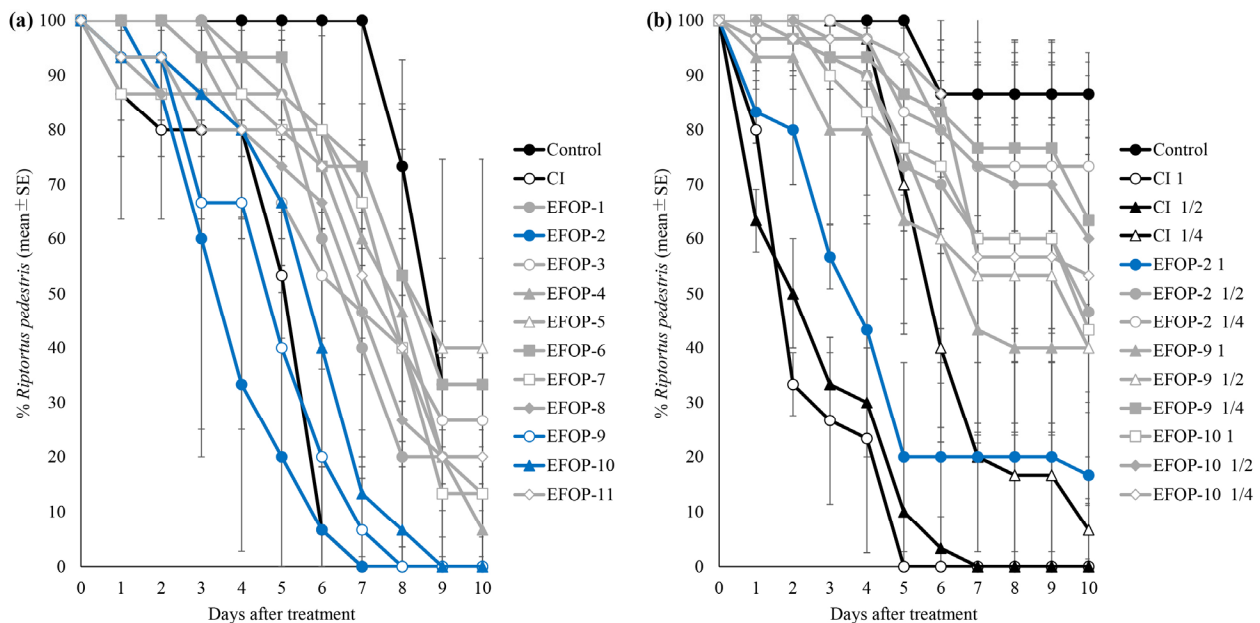 (a)
% Riptortus pedestris (mean±SE)
100
90
80
70
60
50
40
30
20
10
0
0 1 2 3 4 5 6 7 8 9 10
Days after treatment
Control
CI
EFOP-1
EFOP-2
EFOP-3
EFOP-4
EFOP-5
EFOP-6
EFOP-7
EFOP-8
EFOP-9
EFOP-10
EFOP-11
(b)
% Riptortus pedestris (mean±SE)
100
90
80
70
60
50
40
30
20
10
0
0 1 2 3 4 5 6 7 8 9 10
Days after treatment
Control
CI 1
CI 1/2
CI 1/4
EFOP-2 1
EFOP-2 1/2
EFOP-2 1/4
EFOP-9 1
EFOP-9 1/2
EFOP-9 1/4
EFOP-10 1
EFOP-10 1/2
EFOP-10 1/4